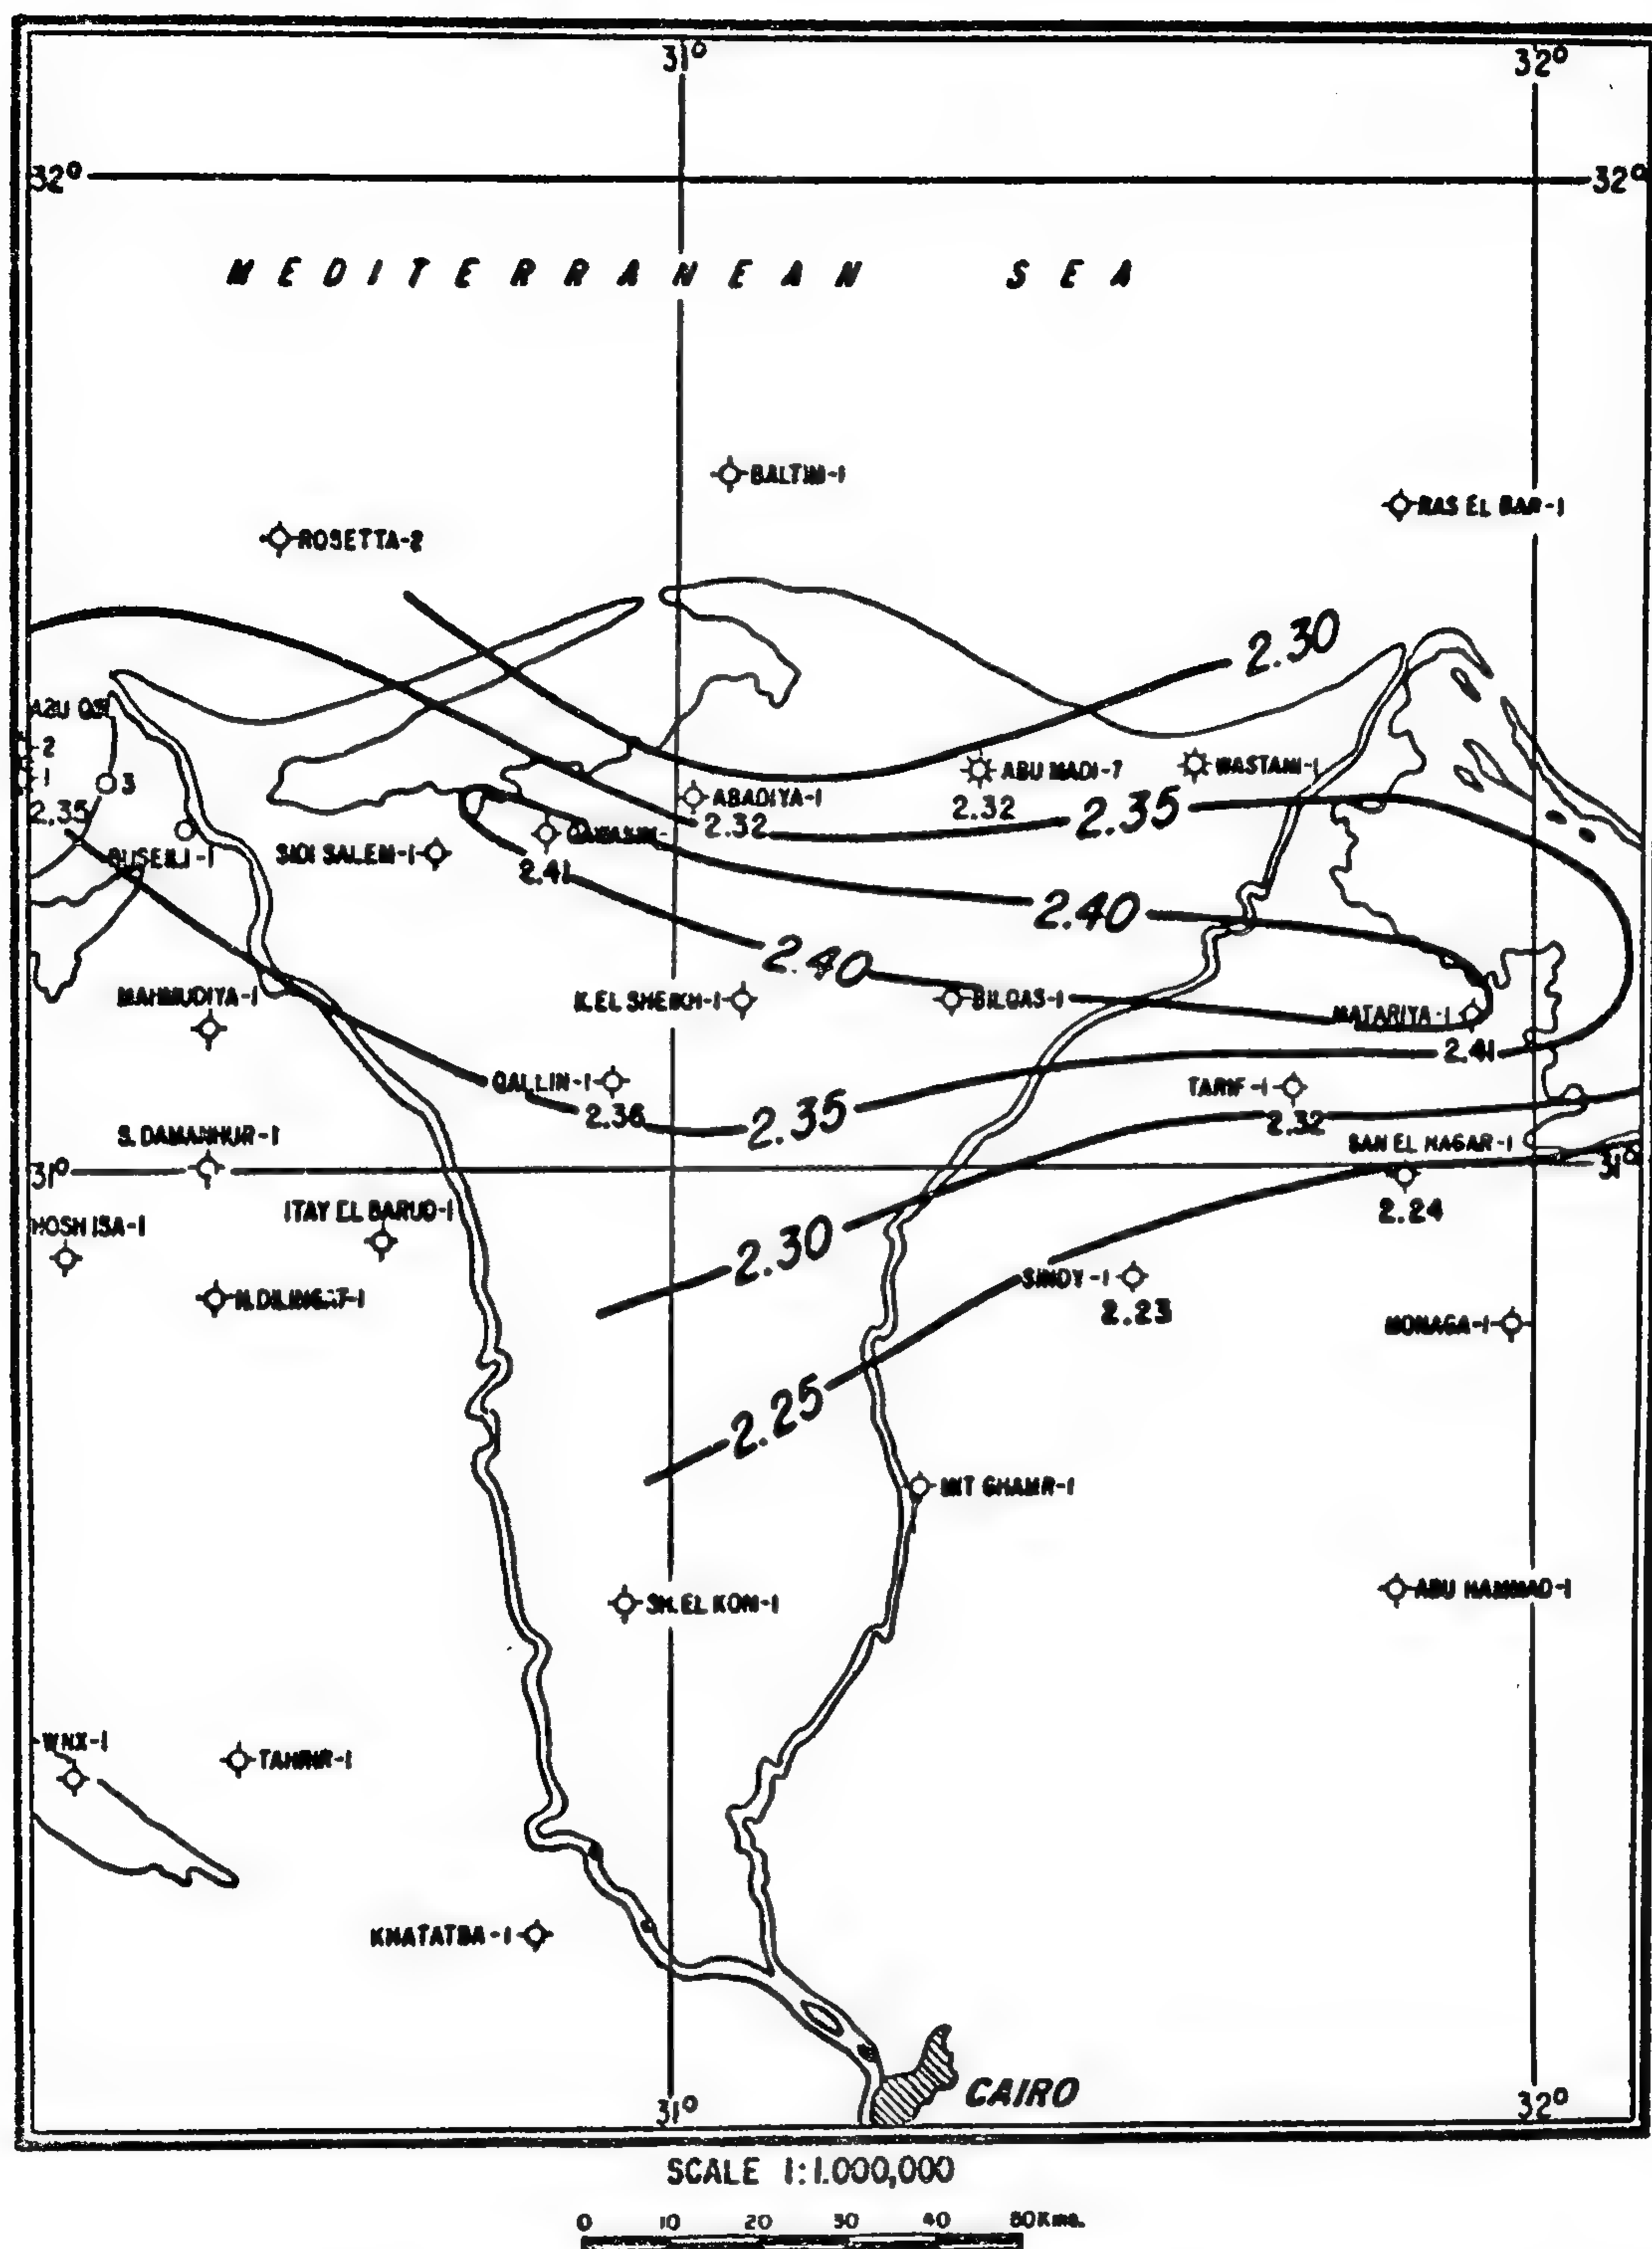 31° 32°
32° 32°
MEDITERRANEAN SEA
BALTIM-1
RAS EL BAR-1
ROSETTA-2
2.30
2
1
3
2.35
ABU MADI-7
WASTANI-1
2.32
ABADIYA-1
2.32
2.35
SIDI SALEM-1
2.41
2.40
2.40
MAHMUDIYA-1
K.EL SHEIKH-1
BILQAS-1
MATARIYA-1
2.41
QALLIN-1
2.36
2.35
TARIF-1
2.32
S. DAMANHUR-1
SAN EL HAGAR-1
31° 31°
2.24
HOSH ISA-1
ITAY EL BARUD-1
2.30
SINDY-1
2.23
MONAGA-1
2.25
MIT GHAMR-1
SH. EL KOM-1
ABU HAMMAD-1
WNX-1
TAHRIR-1
KHATATBA-1
CAIRO
31° 32°
SCALE 1:1.000,000
0 10 20 30 40 50 Kms.